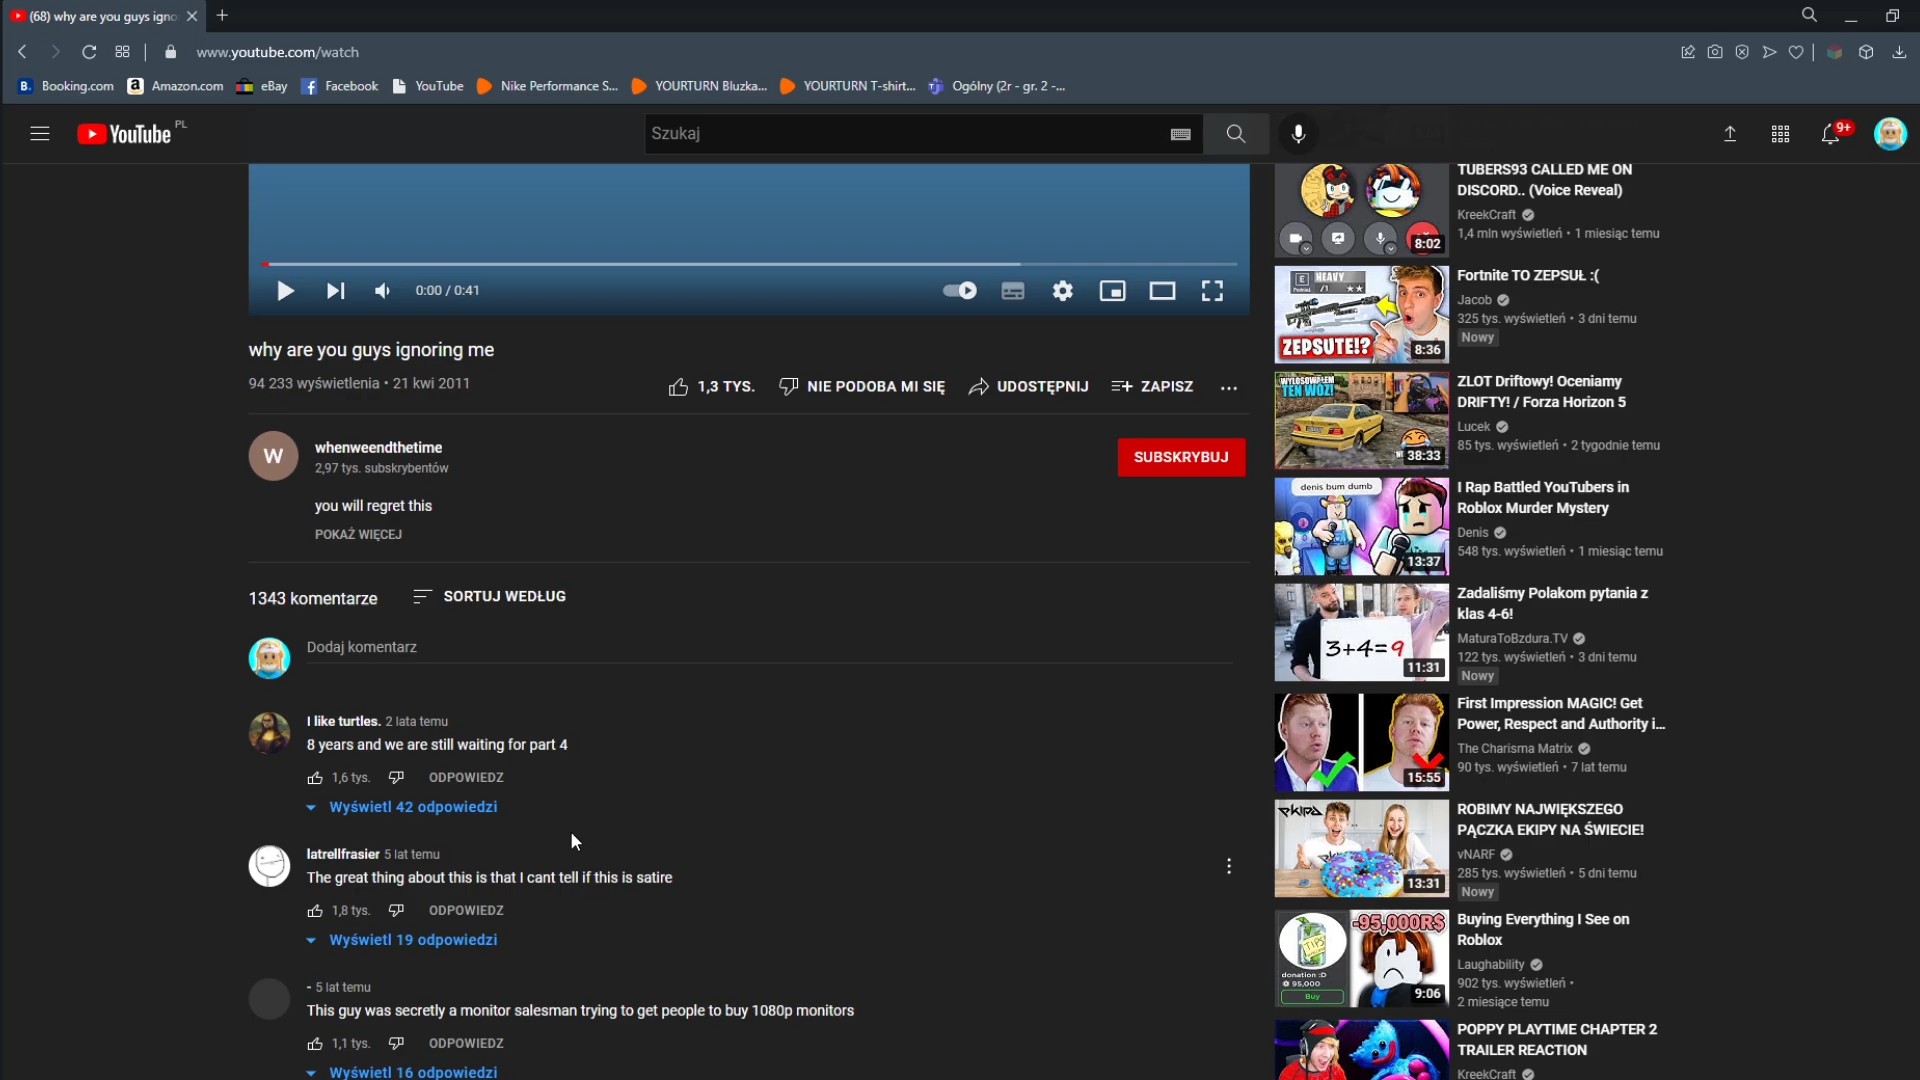 (68) why are you guys igno
www.youtube.com/watch
B. Booking.com
a Amazon.com
eBay
Facebook
YouTube
Nike Performance S...
YOURTURN Bluzka...
YOURTURN T-shirt...
Ogólny (2r - gr. 2 -...
YouTube PL
Szukaj
9+
0:00 / 0:41
why are you guys ignoring me
94 233 wyświetlenia • 21 kwi 2011
1,3 TYS.
NIE PODOBA MI SIĘ
UDOSTĘPNIJ
ZAPISZ
W
whenweendthetime
2,97 tys. subskrybentów
SUBSKRYBUJ
you will regret this
POKAŻ WIĘCEJ
1343 komentarze
SORTUJ WEDŁUG
Dodaj komentarz
I like turtles. 2 lata temu
8 years and we are still waiting for part 4
1,6 tys.
ODPOWIEDZ
Wyświetl 42 odpowiedzi
latrellfrasier 5 lat temu
The great thing about this is that I cant tell if this is satire
1,8 tys.
ODPOWIEDZ
Wyświetl 19 odpowiedzi
- 5 lat temu
This guy was secretly a monitor salesman trying to get people to buy 1080p monitors
1,1 tys.
ODPOWIEDZ
Wyświetl 16 odpowiedzi
8:02
TUBERS93 CALLED ME ON
DISCORD.. (Voice Reveal)
KreekCraft
1,4 mln wyświetleń • 1 miesiąc temu
HEAVY
ZEPSUTE!?
8:36
Fortnite TO ZEPSUŁ :(
Jacob
325 tys. wyświetleń • 3 dni temu
Nowy
WYLOSOWAŁEM
TEN WÓZ!
38:33
ZLOT Driftowy! Oceniamy
DRIFTY! / Forza Horizon 5
Lucek
85 tys. wyświetleń • 2 tygodnie temu
denis bum dumb
13:37
I Rap Battled YouTubers in
Roblox Murder Mystery
Denis
548 tys. wyświetleń • 1 miesiąc temu
3+4=9
11:31
Zadaliśmy Polakom pytania z
klas 4-6!
MaturaToBzdura.TV
122 tys. wyświetleń • 3 dni temu
Nowy
15:55
First Impression MAGIC! Get
Power, Respect and Authority i...
The Charisma Matrix
90 tys. wyświetleń • 7 lat temu
ekipa
13:31
ROBIMY NAJWIĘKSZEGO
PĄCZKA EKIPY NA ŚWIECIE!
vNARF
285 tys. wyświetleń • 5 dni temu
Nowy
-95,000R$
TIPS
donation :D
95,000
Buy
9:06
Buying Everything I See on
Roblox
Laughability
902 tys. wyświetleń •
2 miesiące temu
POPPY PLAYTIME CHAPTER 2
TRAILER REACTION
KreekCraft